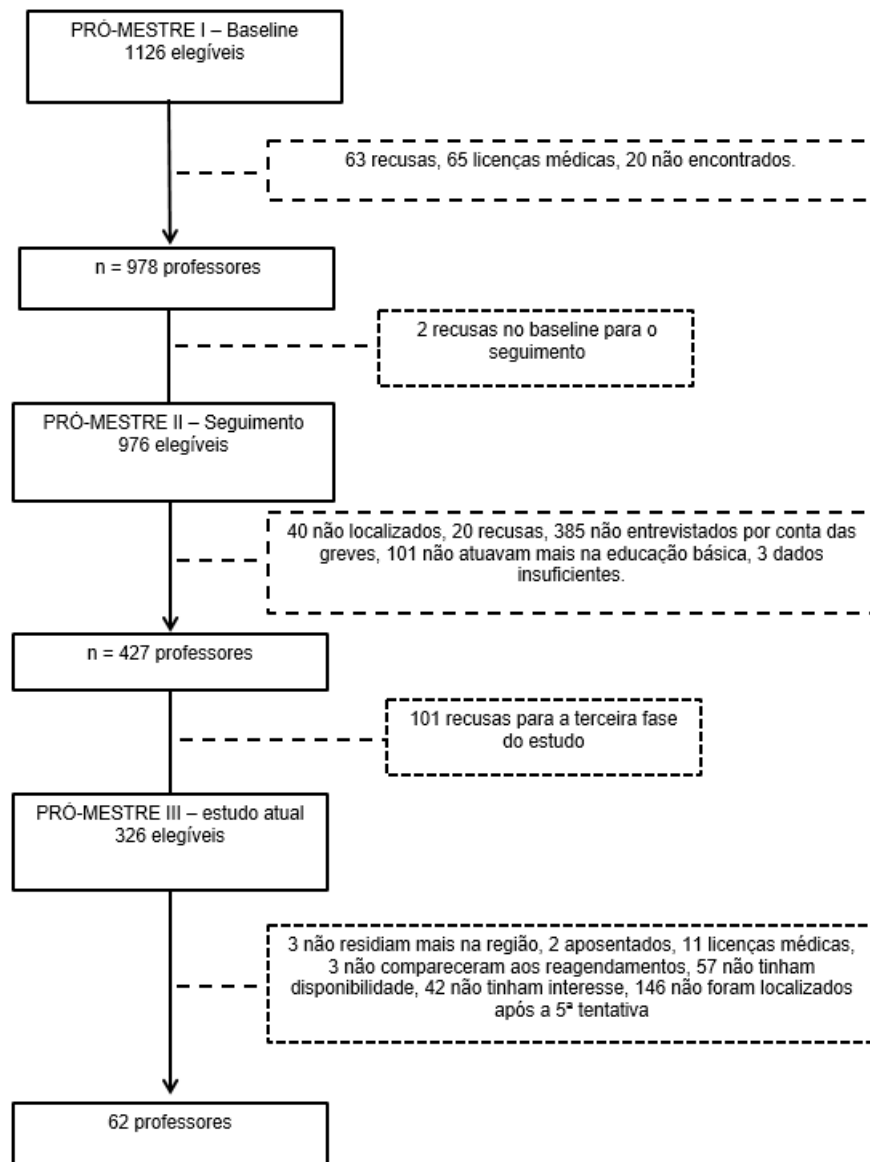 PRÓ-MESTRE I – Baseline
1126 elegíveis
63 recusas, 65 licenças médicas, 20 não encontrados.
n = 978 professores
2 recusas no baseline para o
seguimento
PRÓ-MESTRE II – Seguimento
976 elegíveis
40 não localizados, 20 recusas, 385 não entrevistados por conta das
greves, 101 não atuavam mais na educação básica, 3 dados
insuficientes.
n = 427 professores
101 recusas para a terceira fase
do estudo
PRÓ-MESTRE III – estudo atual
326 elegíveis
3 não residiam mais na região, 2 aposentados, 11 licenças médicas,
3 não compareceram aos reagendamentos, 57 não tinham
disponibilidade, 42 não tinham interesse, 146 não foram localizados
após a 5ª tentativa
62 professores